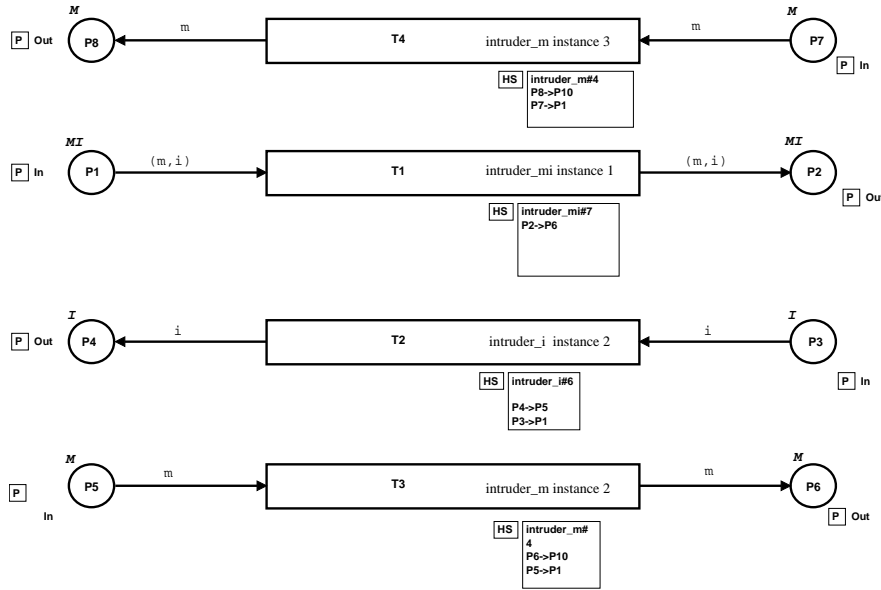 M
M
P Out
P8
m
T4
intruder_m instance 3
m
P7
P In
HS
intruder_m#4
P8->P10
P7->P1
MI
MI
P In
P1
(m,i)
T1
intruder_mi instance 1
(m,i)
P2
P Out
HS
intruder_mi#7
P2->P6
I
I
P Out
P4
i
T2
intruder_i instance 2
i
P3
P In
HS
intruder_i#6
P4->P5
P3->P1
M
M
P
In
P5
m
T3
intruder_m instance 2
m
P6
P Out
HS
intruder_m#
4
P6->P10
P5->P1